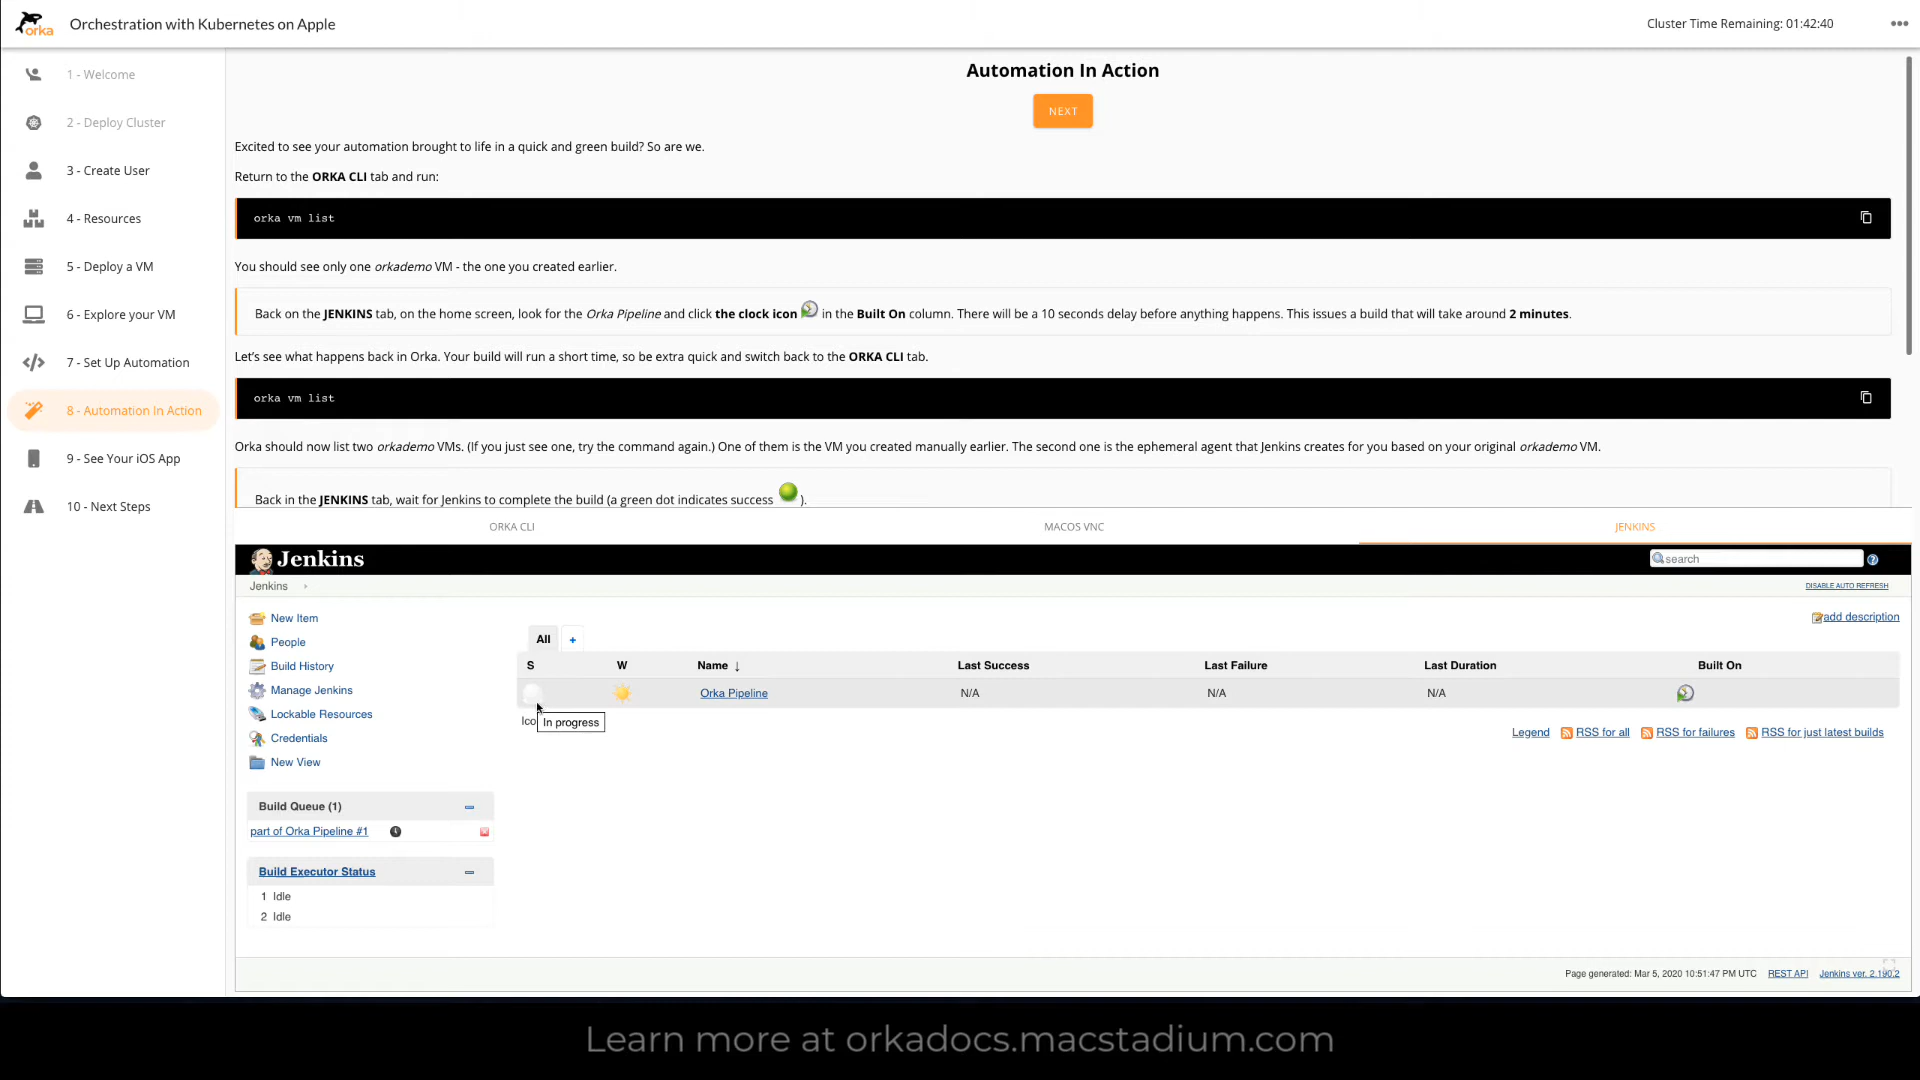 orka
Orchestration with Kubernetes on Apple
Cluster Time Remaining: 01:42:40
1 - Welcome
2 - Deploy Cluster
3 - Create User
4 - Resources
5 - Deploy a VM
6 - Explore your VM
7 - Set Up Automation
8 - Automation In Action
9 - See Your iOS App
10 - Next Steps
Automation In Action
NEXT
Excited to see your automation brought to life in a quick and green build? So are we.
Return to the ORKA CLI tab and run:
orka vm list
You should see only one orkademo VM - the one you created earlier.
Back on the JENKINS tab, on the home screen, look for the Orka Pipeline and click the clock icon in the Built On column. There will be a 10 seconds delay before anything happens. This issues a build that will take around 2 minutes.
Let's see what happens back in Orka. Your build will run a short time, so be extra quick and switch back to the ORKA CLI tab.
orka vm list
Orka should now list two orkademo VMs. (If you just see one, try the command again.) One of them is the VM you created manually earlier. The second one is the ephemeral agent that Jenkins creates for you based on your original orkademo VM.
Back in the JENKINS tab, wait for Jenkins to complete the build (a green dot indicates success ).
ORKA CLI MACOS VNC JENKINS
Jenkins
search
Jenkins
DISABLE AUTO REFRESH
New Item
People
Build History
Manage Jenkins
Lockable Resources
Credentials
New View
add description
All +
S W Name ↓ Last Success Last Failure Last Duration Built On
Orka Pipeline N/A N/A N/A
Ico
In progress
Legend RSS for all RSS for failures RSS for just latest builds
Build Queue (1)
part of Orka Pipeline #1
Build Executor Status
1 Idle
2 Idle
Page generated: Mar 5, 2020 10:51:47 PM UTC REST API Jenkins ver. 2.190.2
Learn more at orkadocs.macstadium.com